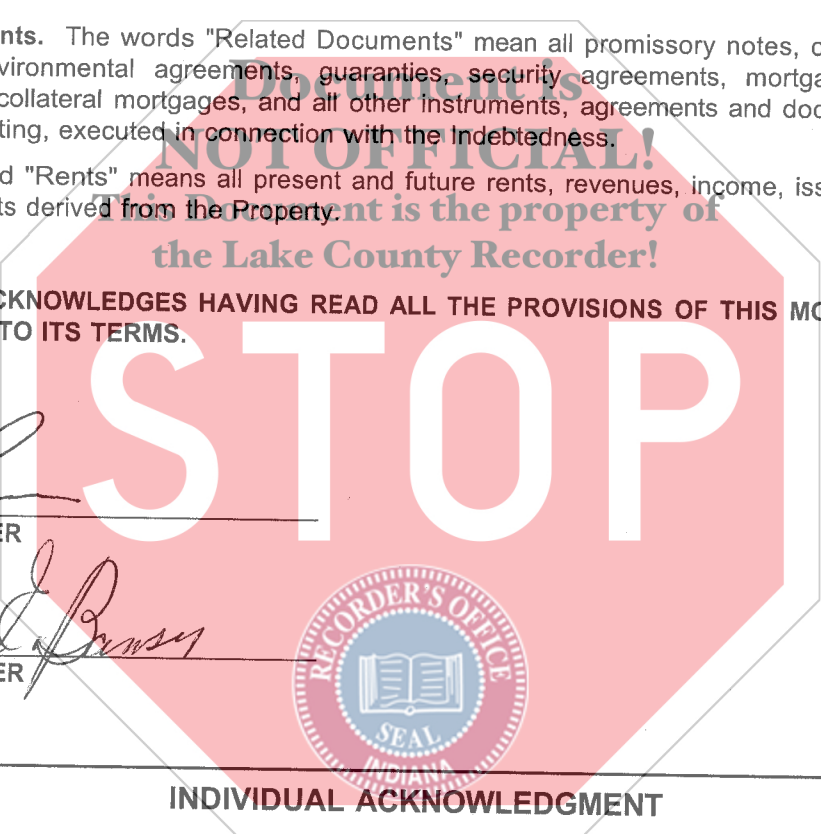 nts. The words "Related Documents" mean all promissory notes, c
vironmental agreements, guaranties, security agreements, mortga
collateral mortgages, and all other instruments, agreements and doc
ting, executed in connection with the Indebtedness.
d "Rents" means all present and future rents, revenues, income, iss
ts derived from the Property.
Document is
NOT OFFICIAL!
This Document is the property of
the Lake County Recorder!
CKNOWLEDGES HAVING READ ALL THE PROVISIONS OF THIS MO
TO ITS TERMS.
STOP
ER
ER
RECORDER'S OFFICE
SEAL
INDIANA
INDIVIDUAL ACKNOWLEDGMENT